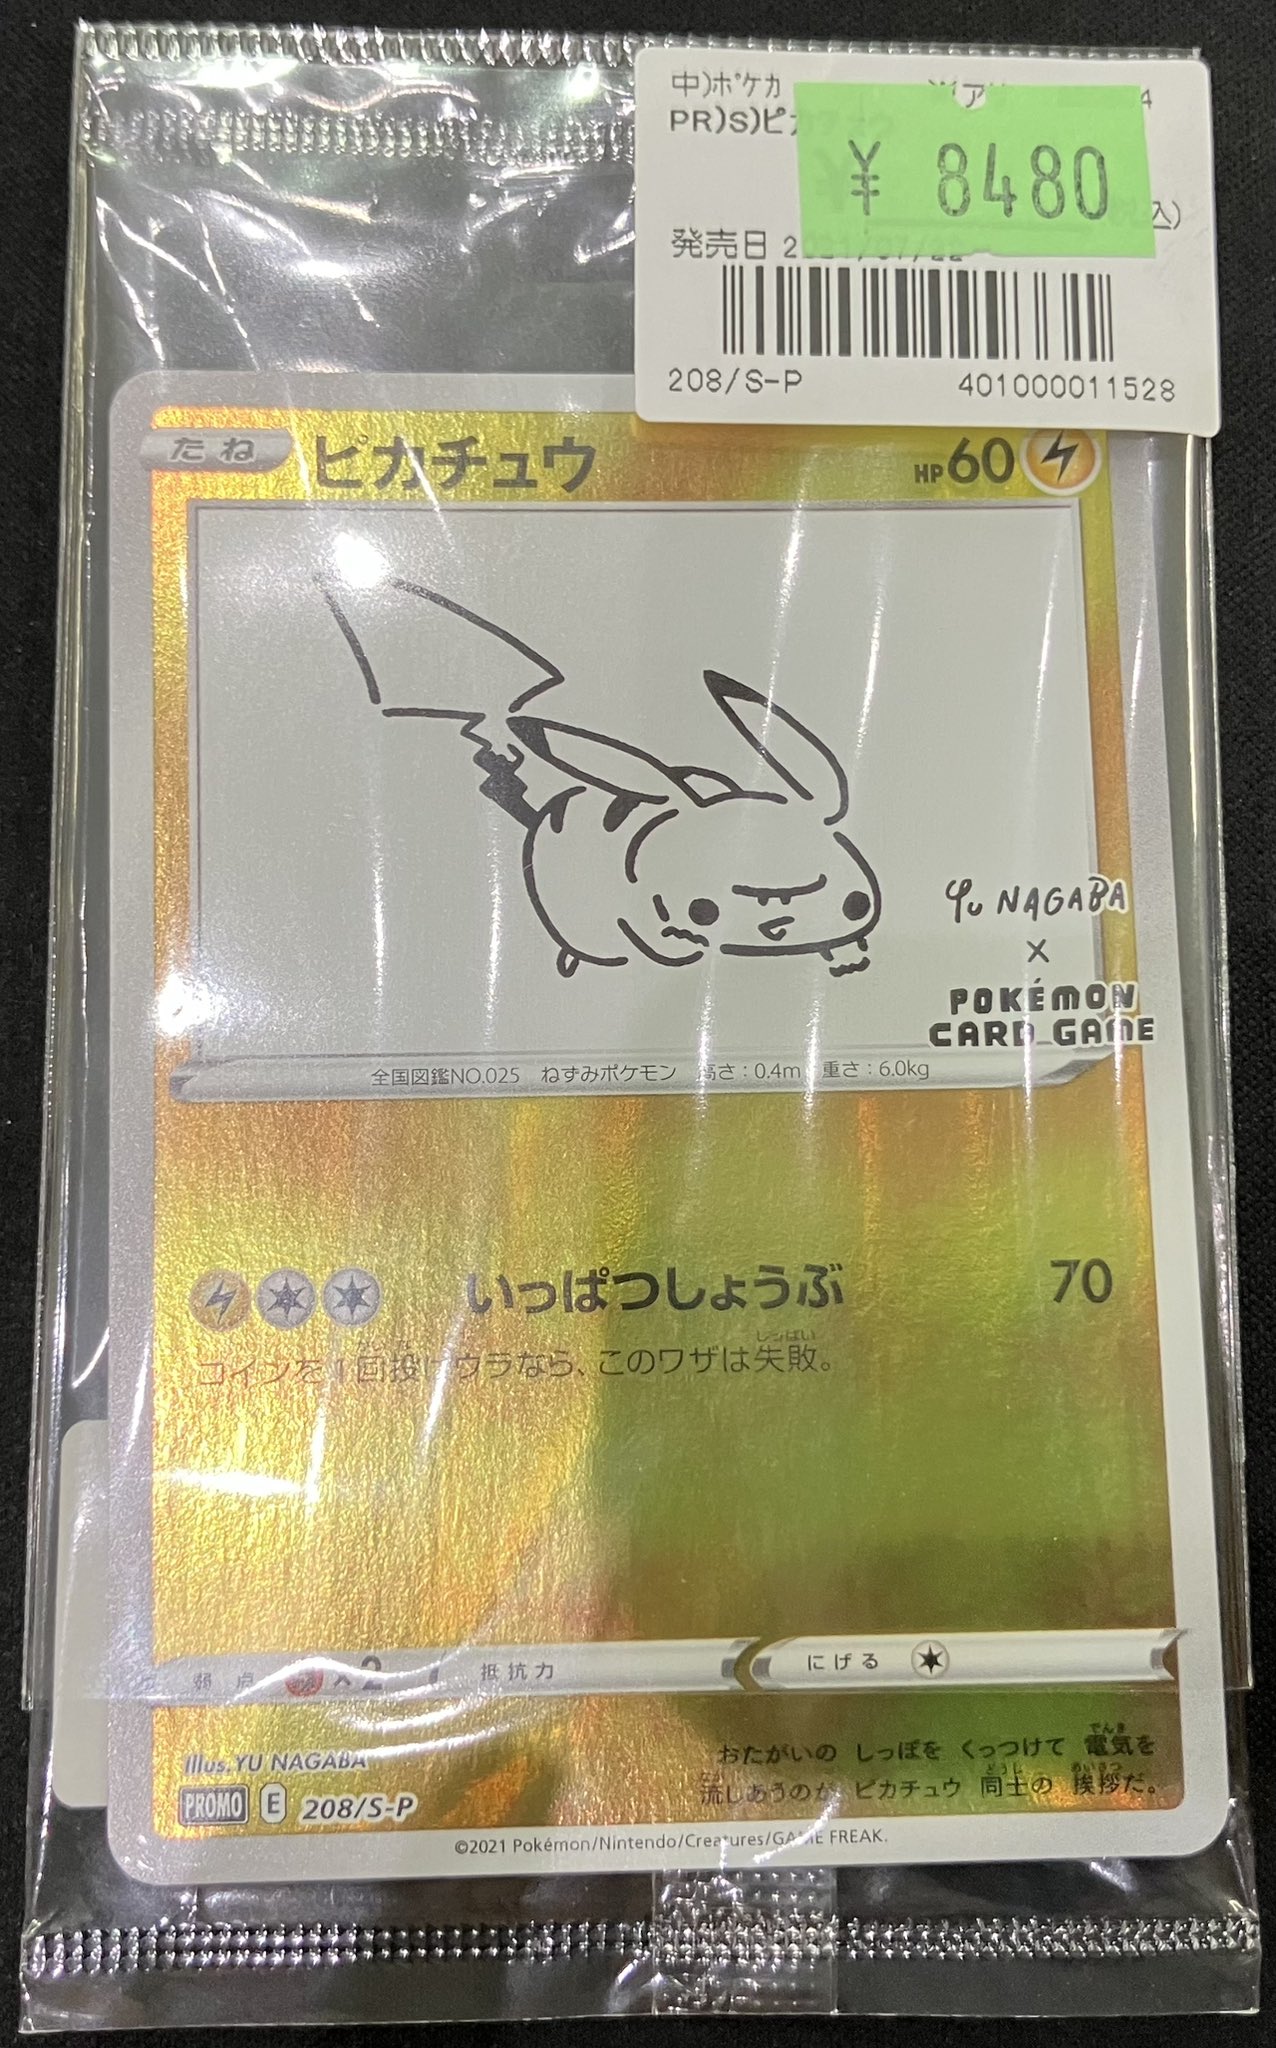 中)ポケカ
PR)S)ピカチュウ
¥ 8480
発売日 2021/07/22
208/S-P 401000011528
たね ピカチュウ HP60
Yu NAGABA
×
POKÉMON
CARD GAME
全国図鑑NO.025 ねずみポケモン 高さ:0.4m 重さ:6.0kg
いっぱつしょうぶ 70
コインを1回投げウラなら、このワザは失敗。
弱点 ×2 抵抗力 にげる
Illus. YU NAGABA
おたがいの しっぽを くっつけて 電気を
流しあうのが ピカチュウ 同士の 挨拶だ。
PROMO E 208/S-P
©2021 Pokémon/Nintendo/Creatures/GAME FREAK.